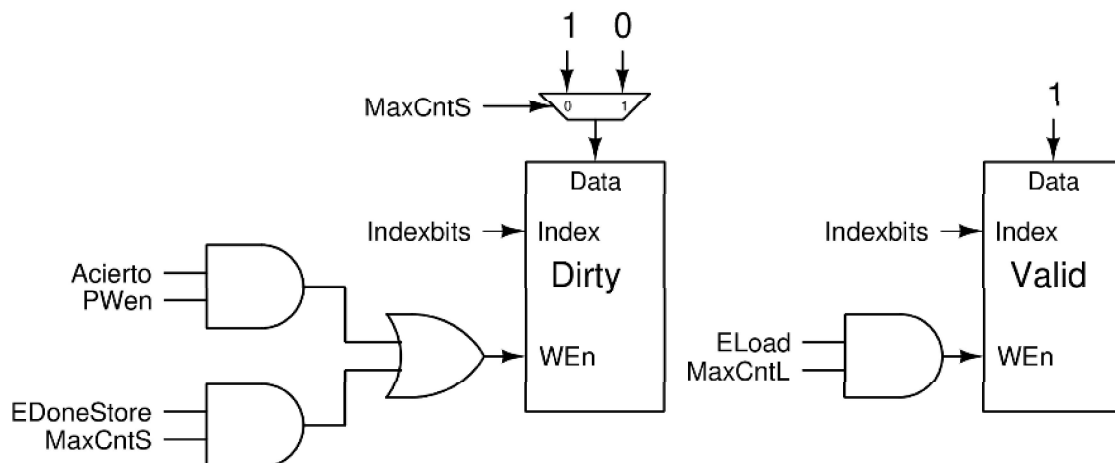 1 0
MaxCntS
0 1
1
Data
Data
Indexbits
Index
Indexbits
Index
Dirty
Valid
Acierto
PWen
ELoad
MaxCntL
WEn
WEn
EDoneStore
MaxCntS